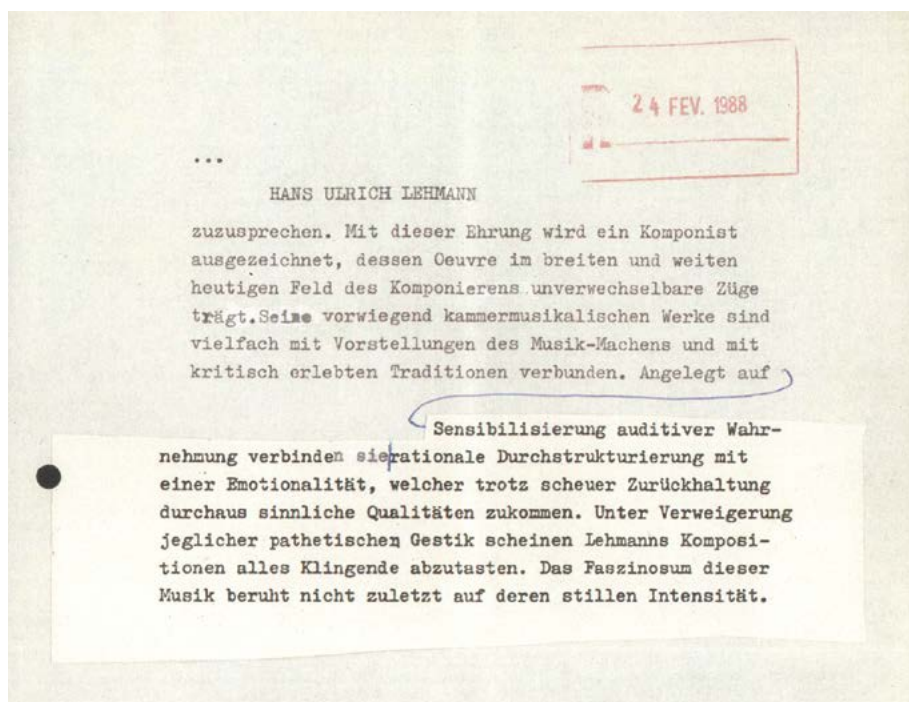 24 FEV. 1988
...
HANS ULRICH LEHMANN
zuzusprechen. Mit dieser Ehrung wird ein Komponist
ausgezeichnet, dessen Oeuvre im breiten und weiten
heutigen Feld des Komponierens unverwechselbare Züge
trägt.Seine vorwiegend kammermusikalischen Werke sind
vielfach mit Vorstellungen des Musik-Machens und mit
kritisch erlebten Traditionen verbunden. Angelegt auf
Sensibilisierung auditiver Wahr-
nehmung verbinden sie rationale Durchstrukturierung mit
einer Emotionalität, welcher trotz scheuer Zurückhaltung
durchaus sinnliche Qualitäten zukommen. Unter Verweigerung
jeglicher pathetischen Gestik scheinen Lehmanns Komposi-
tionen alles Klingende abzutasten. Das Faszinosum dieser
Musik beruht nicht zuletzt auf deren stillen Intensität.